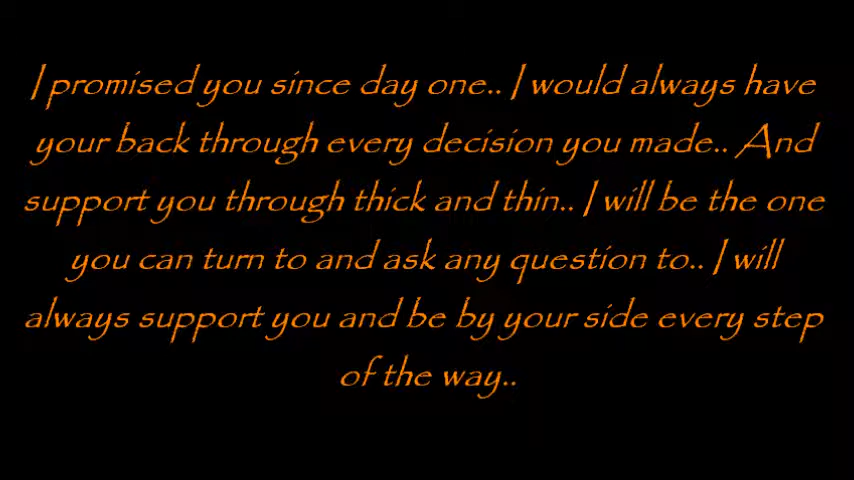 I promised you since day one.. I would always have
your back through every decision you made.. And
support you through thick and thin.. I will be the one
you can turn to and ask any question to.. I will
always support you and be by your side every step
of the way..